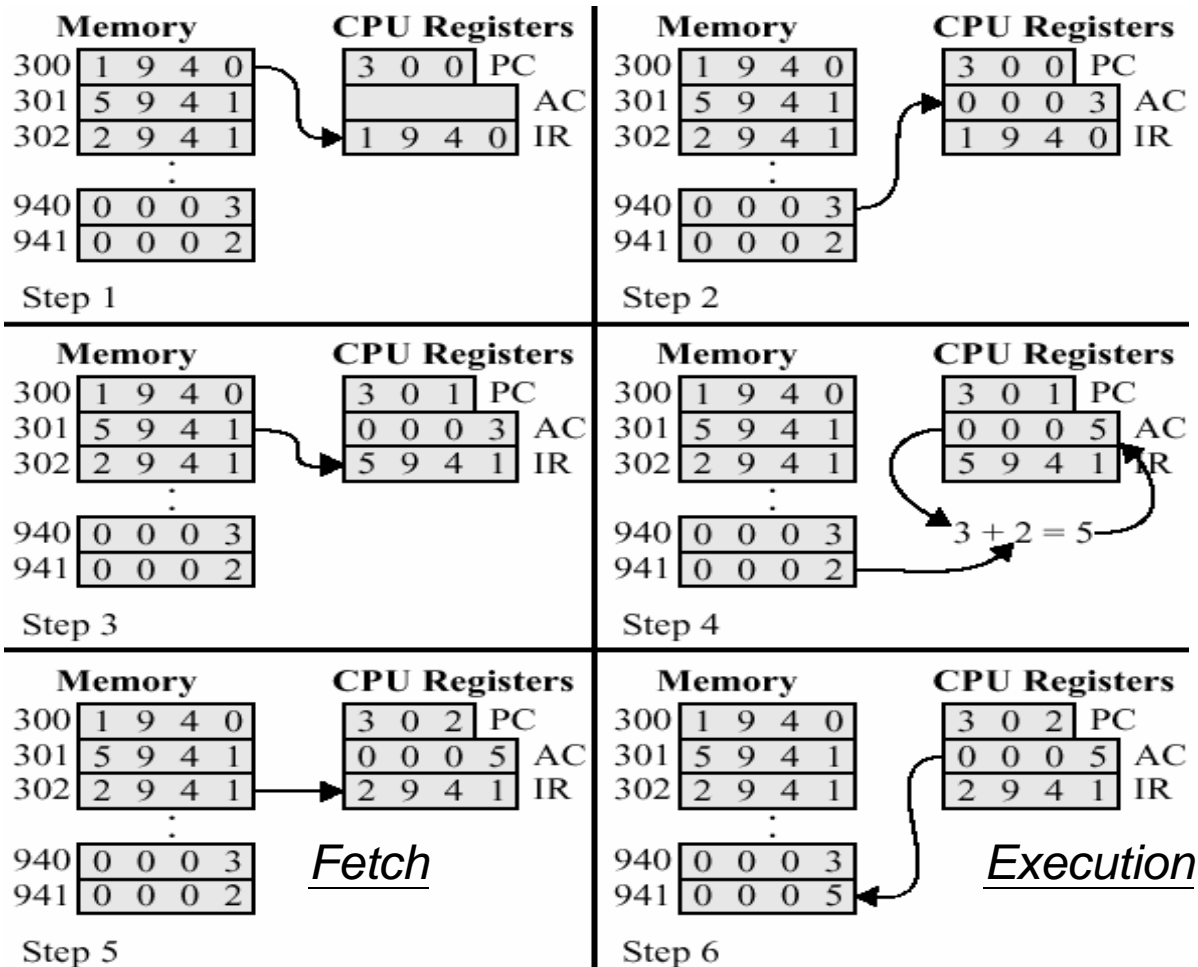 Memory CPU Registers
300 1 9 4 0 3 0 0 PC
301 5 9 4 1 AC
302 2 9 4 1 1 9 4 0 IR
:
940 0 0 0 3
941 0 0 0 2
Step 1
Memory CPU Registers
300 1 9 4 0 3 0 0 PC
301 5 9 4 1 0 0 0 3 AC
302 2 9 4 1 1 9 4 0 IR
:
940 0 0 0 3
941 0 0 0 2
Step 2
Memory CPU Registers
300 1 9 4 0 3 0 1 PC
301 5 9 4 1 0 0 0 3 AC
302 2 9 4 1 5 9 4 1 IR
:
940 0 0 0 3
941 0 0 0 2
Step 3
Memory CPU Registers
300 1 9 4 0 3 0 1 PC
301 5 9 4 1 0 0 0 5 AC
302 2 9 4 1 5 9 4 1 IR
:
940 0 0 0 3 3 + 2 = 5
941 0 0 0 2
Step 4
Memory CPU Registers
300 1 9 4 0 3 0 2 PC
301 5 9 4 1 0 0 0 5 AC
302 2 9 4 1 2 9 4 1 IR
:
940 0 0 0 3 Fetch
941 0 0 0 2
Step 5
Memory CPU Registers
300 1 9 4 0 3 0 2 PC
301 5 9 4 1 0 0 0 5 AC
302 2 9 4 1 2 9 4 1 IR
:
940 0 0 0 3 Execution
941 0 0 0 5
Step 6